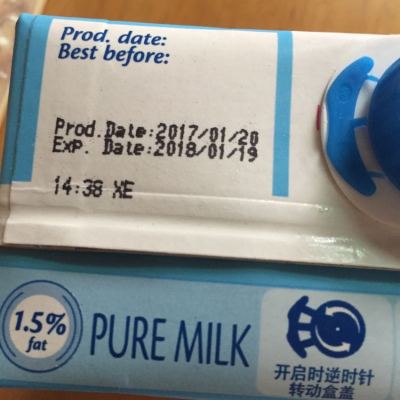 Prod. date:
Best before:
Prod.Date:2017/01/20
Exp. Date:2018/01/19
14:38 XE
1.5%
fat
PURE MILK
开启时逆时针
转动盒盖